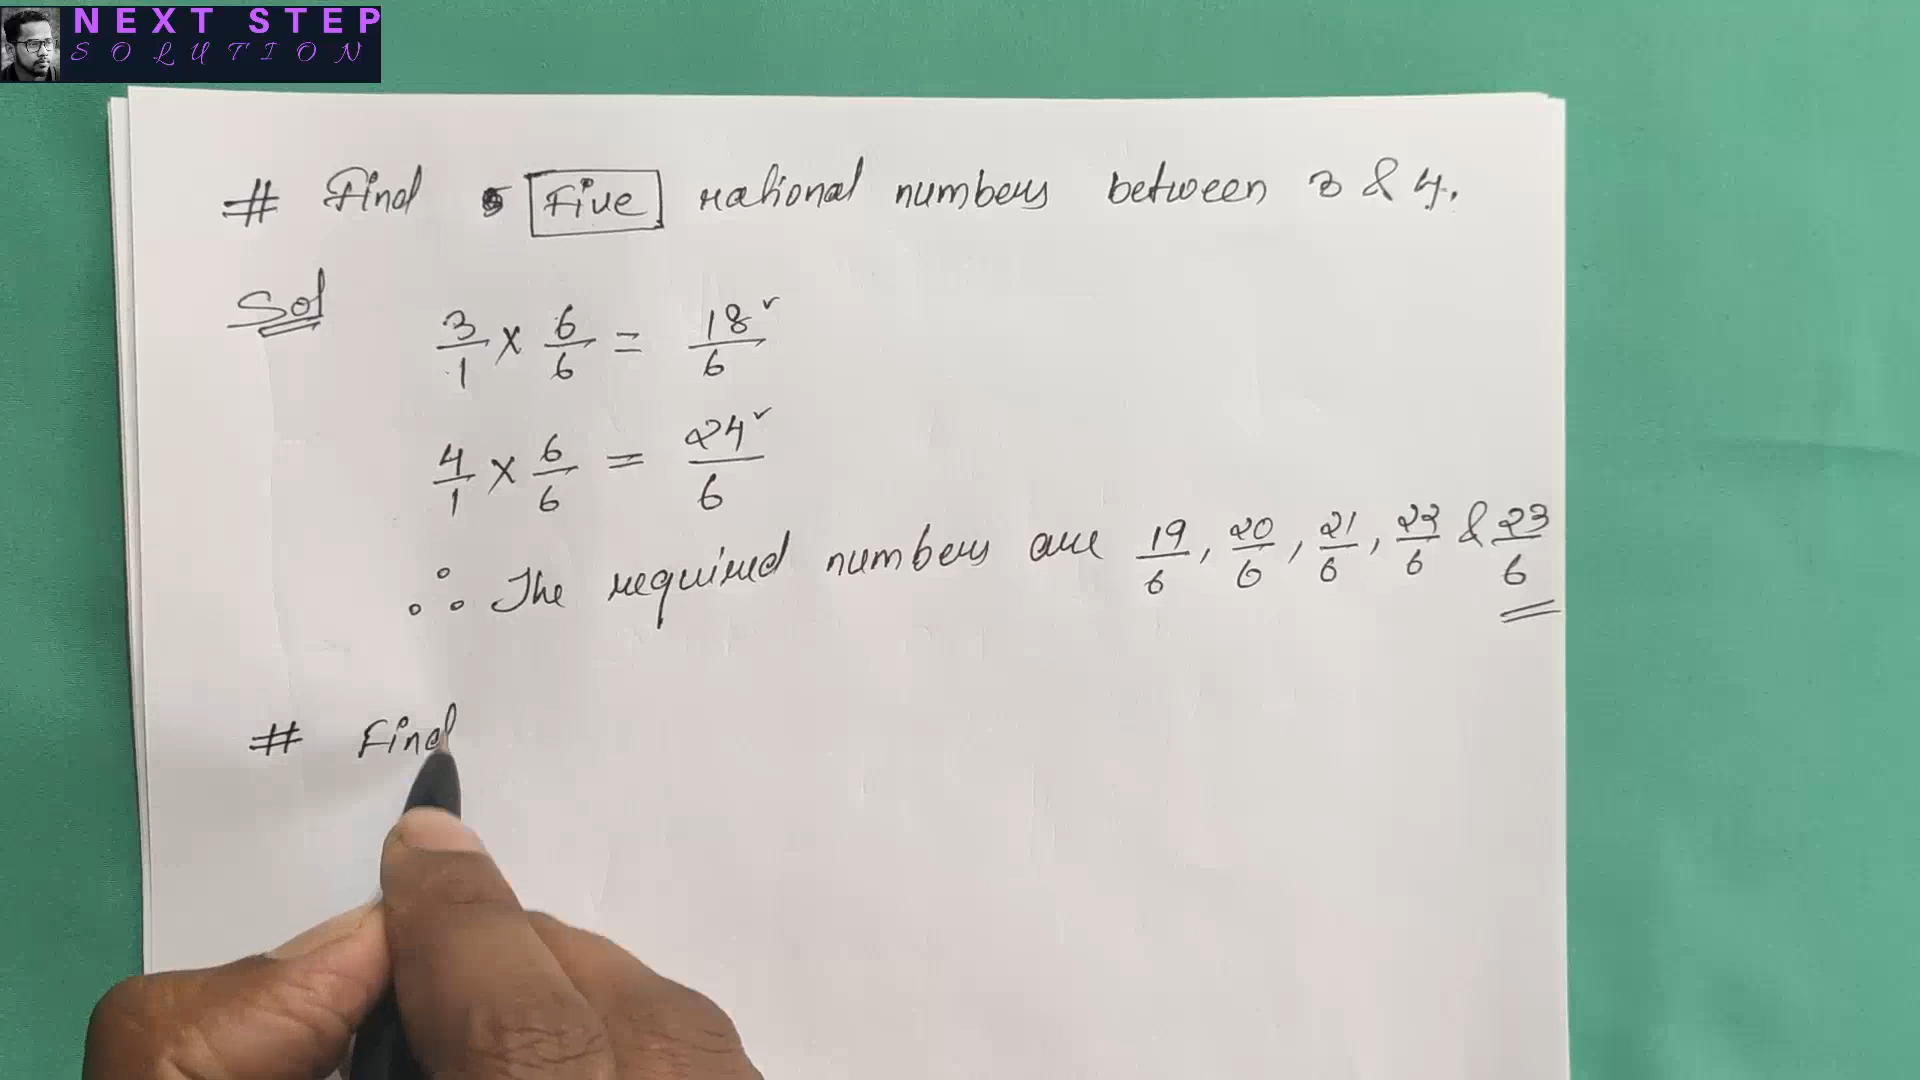 NEXT STEP
SOLUTION
# Find Five rational numbers between 3 & 4.
Sol
3/1 × 6/6 = 18/6
4/1 × 6/6 = 24/6
∴ The required numbers are 19/6, 20/6, 21/6, 22/6 & 23/6
# Find